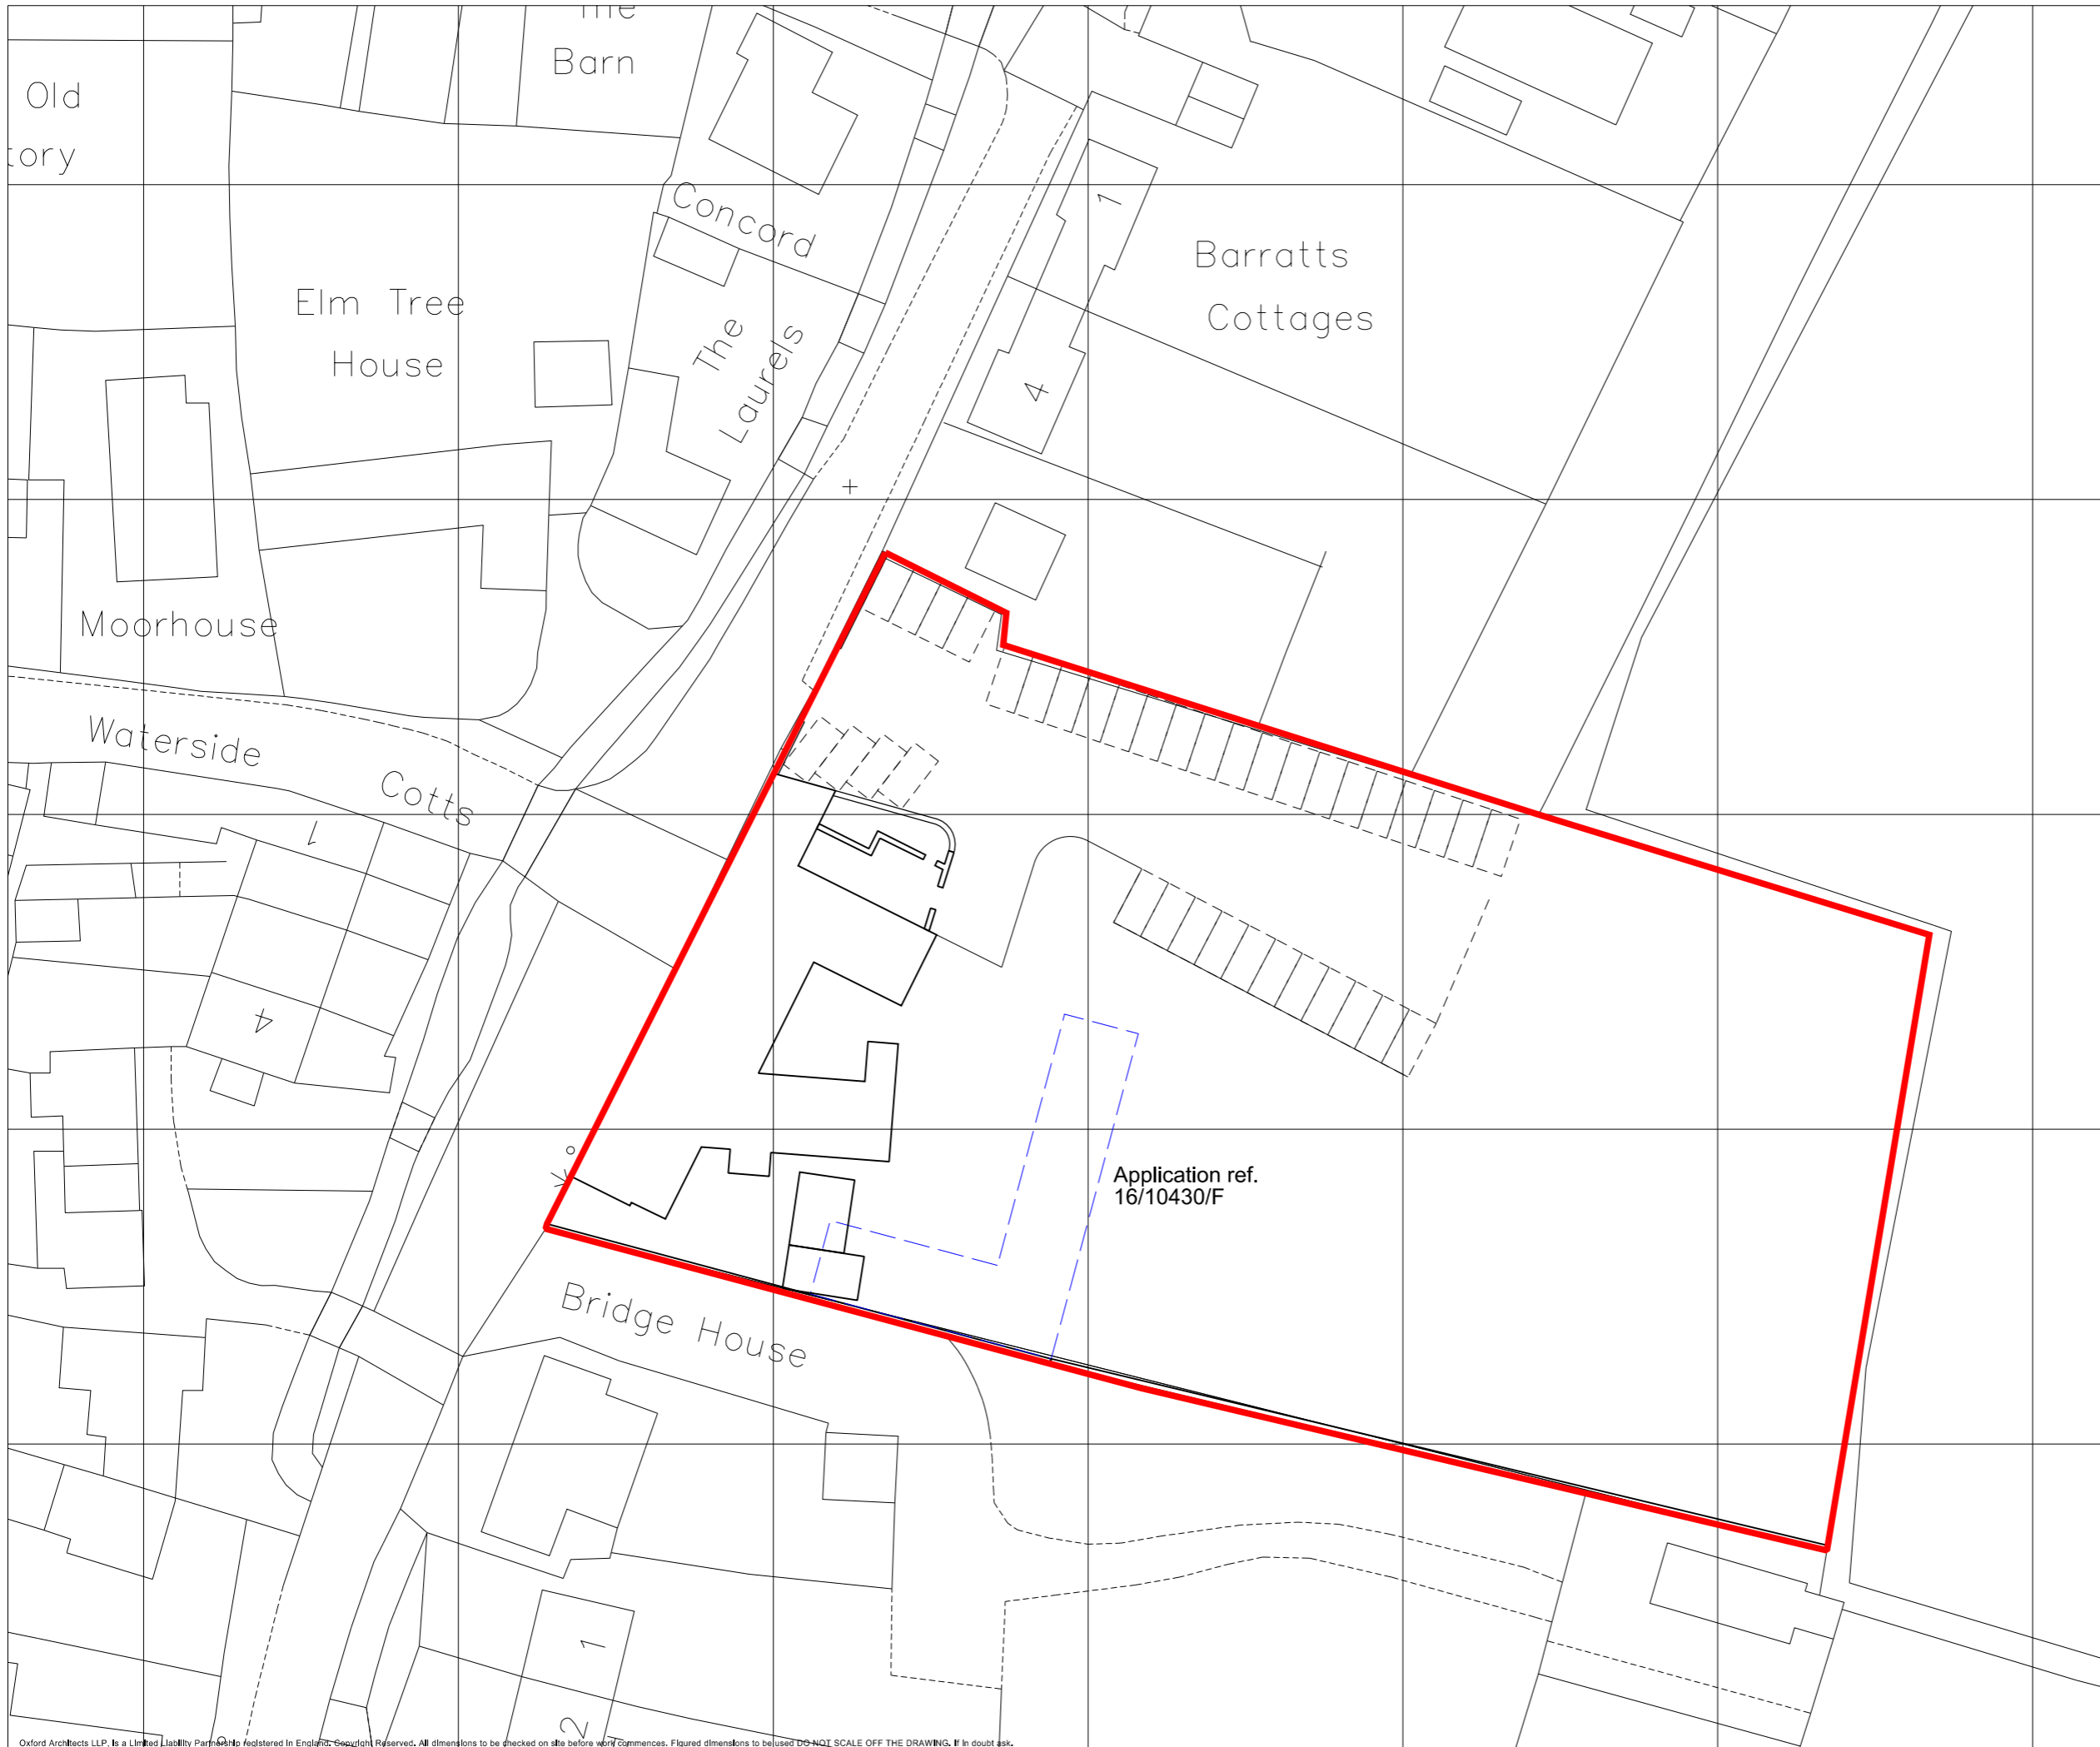 Barn
Old
tory
Concord
1
Barratts
Cottages
Elm Tree
House
The
Laurels
4
Moorhouse
Waterside
Cotts
1
4
Application ref.
16/10430/F
Bridge House
1
2
Oxford Architects LLP, is a Limited Liability Partnership registered in England. Copyright Reserved. All dimensions to be checked on site before work commences. Figured dimensions to be used DO NOT SCALE OFF THE DRAWING. If in doubt ask.